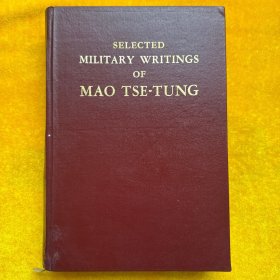 SELECTED
MILITARY WRITINGS
OF
MAO TSE-TUNG